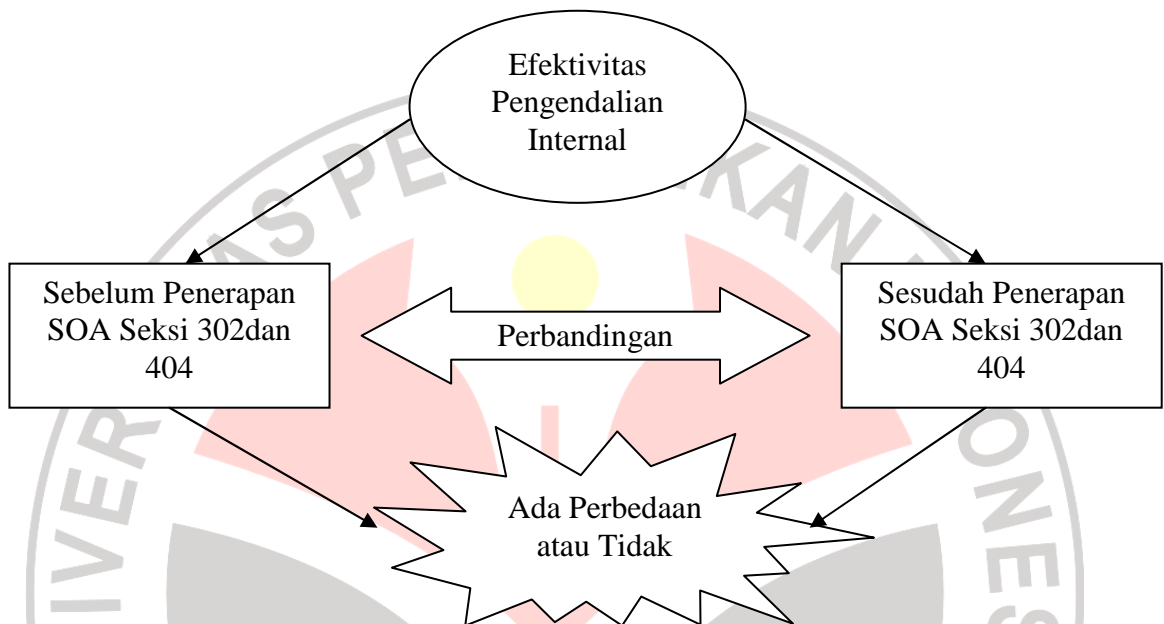 Efektivitas
Pengendalian
Internal
Sebelum Penerapan
SOA Seksi 302dan
404
Perbandingan
Sesudah Penerapan
SOA Seksi 302dan
404
Ada Perbedaan
atau Tidak